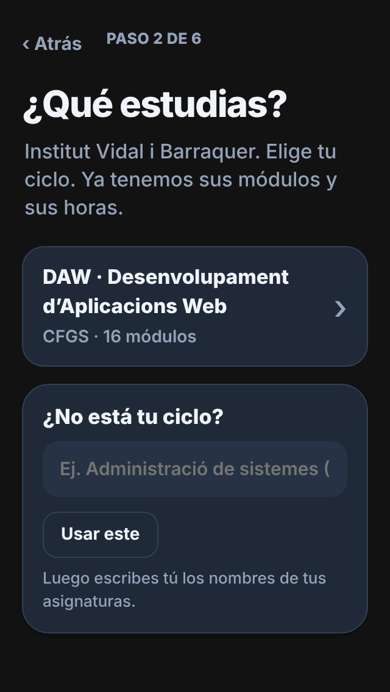 ‹ Atrás
PASO 2 DE 6
¿Qué estudias?
Institut Vidal i Barraquer. Elige tu
ciclo. Ya tenemos sus módulos y
sus horas.
DAW · Desenvolupament
d’Aplicacions Web
CFGS · 16 módulos
›
¿No está tu ciclo?
Ej. Administració de sistemes (
Usar este
Luego escribes tú los nombres de tus
asignaturas.